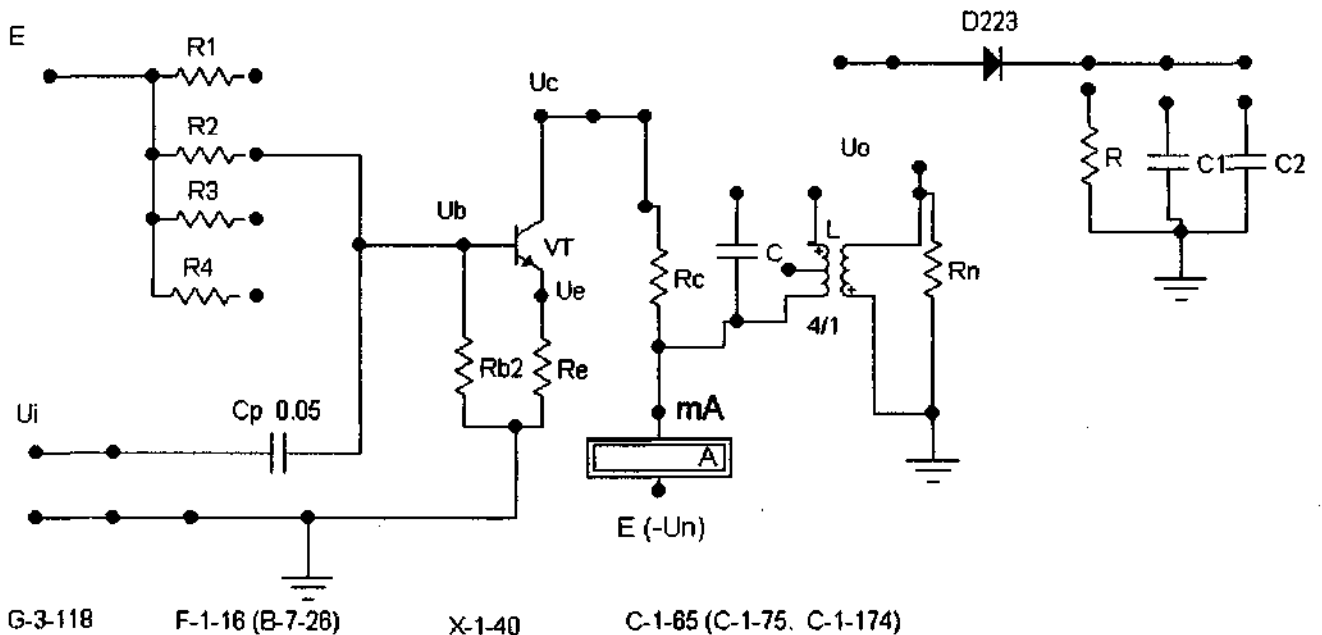 E
R1
R2
R3
R4
Ui
Cp 0.05
Ub
Uc
VT
Ue
Rb2
Re
Rc
mA
A
E (-Un)
C
L
4/1
Uo
Rn
D223
R
C1
C2
G-3-118 F-1-16 (B-7-26) X-1-40 C-1-65 (C-1-75, C-1-174)